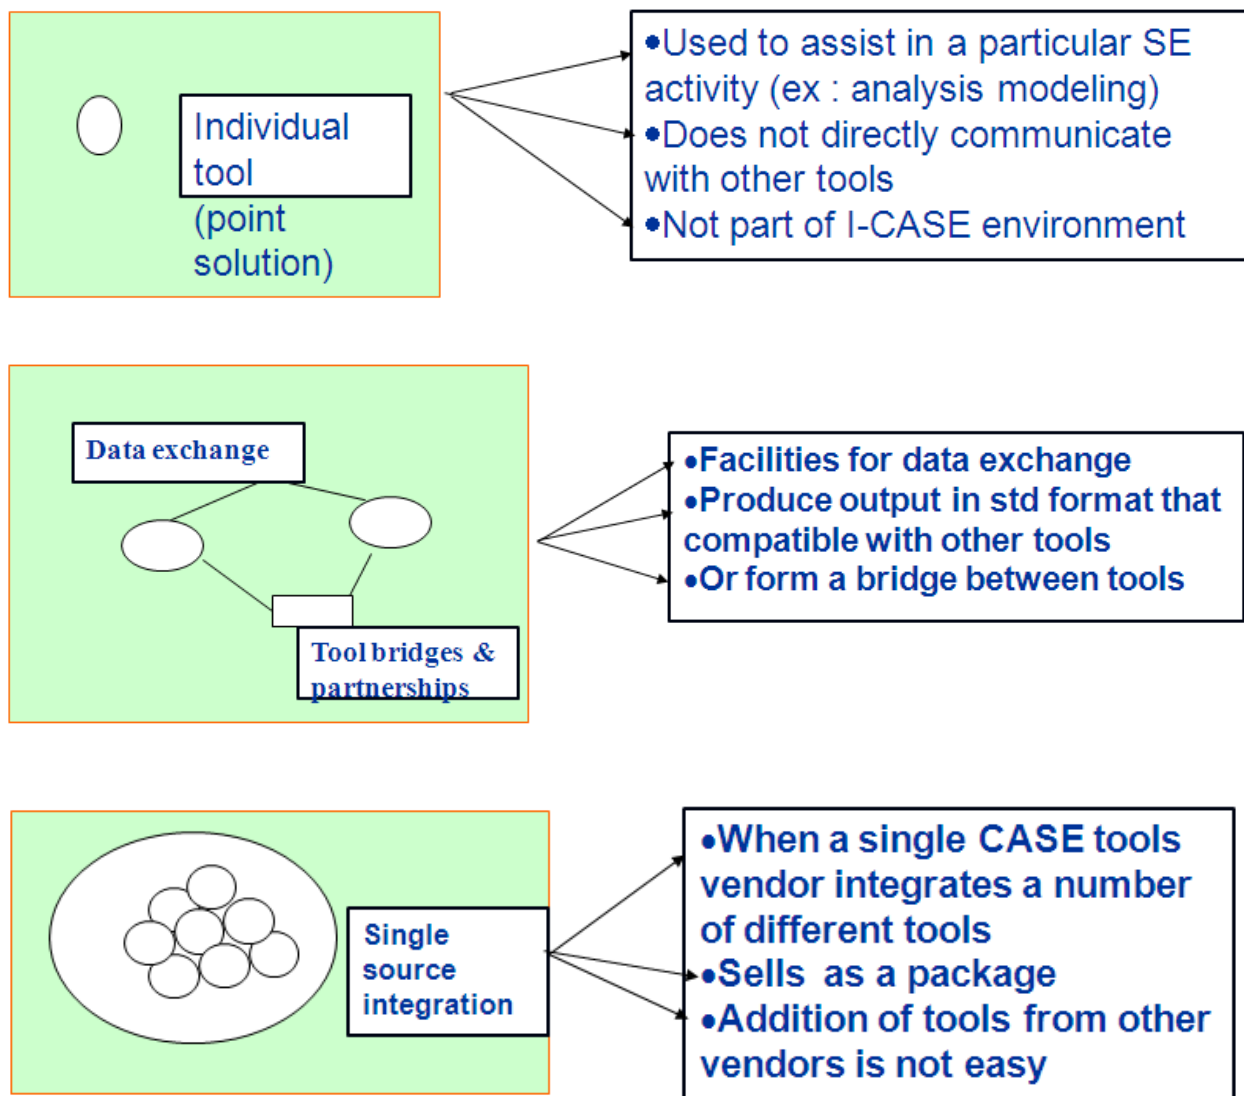 Individual
tool
(point
solution)
●Used to assist in a particular SE
activity (ex : analysis modeling)
●Does not directly communicate
with other tools
●Not part of I-CASE environment
Data exchange
Tool bridges &
partnerships
●Facilities for data exchange
●Produce output in std format that
compatible with other tools
●Or form a bridge between tools
Single
source
integration
●When a single CASE tools
vendor integrates a number
of different tools
●Sells as a package
●Addition of tools from other
vendors is not easy